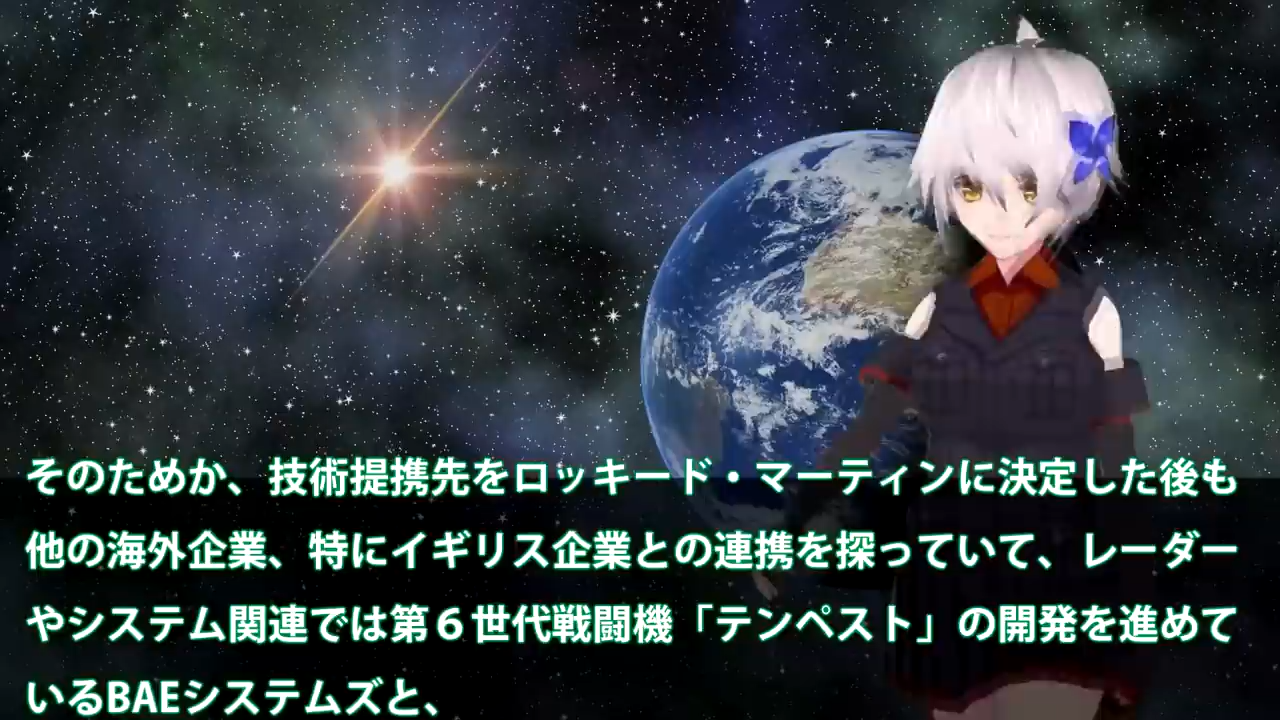 そのためか、技術提携先をロッキード・マーティンに決定した後も
他の海外企業、特にイギリス企業との連携を探っていて、レーダー
やシステム関連では第６世代戦闘機「テンペスト」の開発を進めて
いるBAEシステムズと、